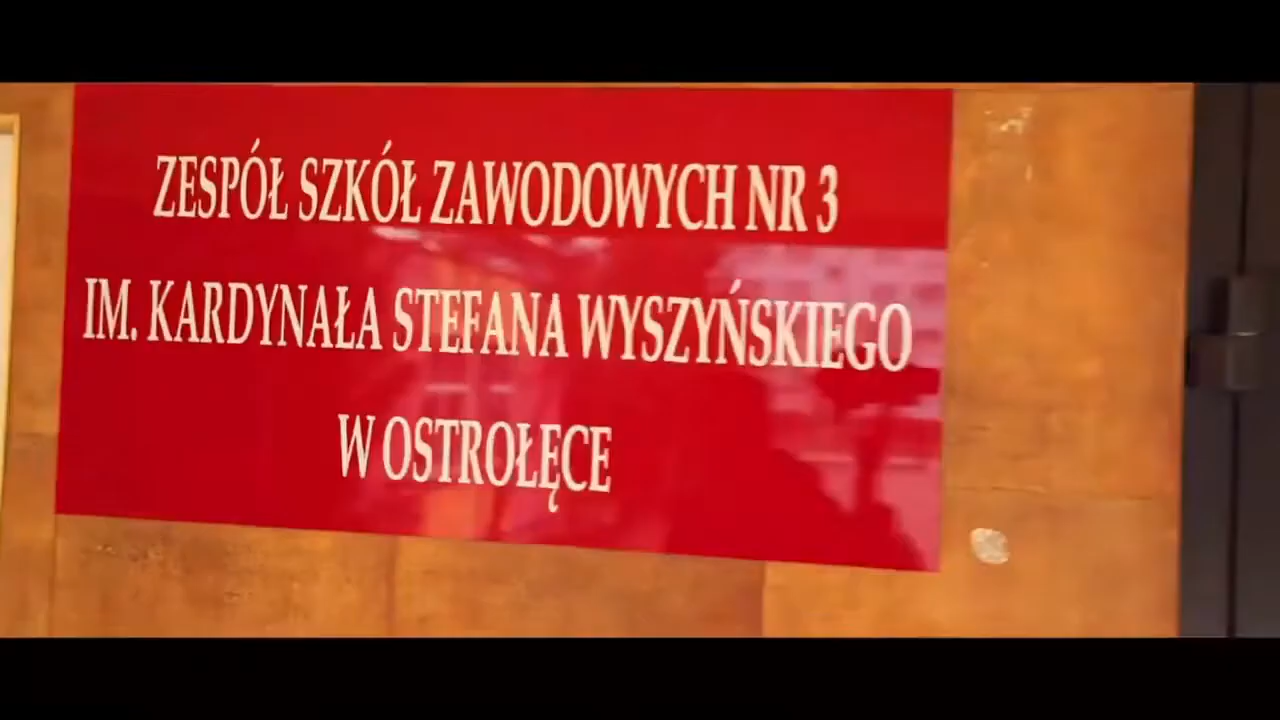 ZESPÓŁ SZKÓŁ ZAWODOWYCH NR 3
IM. KARDYNAŁA STEFANA WYSZYŃSKIEGO
W OSTROŁĘCE